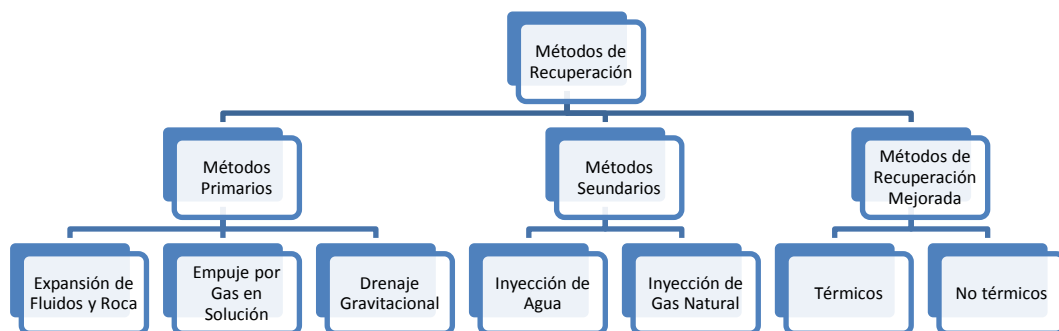 Métodos de
Recuperación
Métodos
Primarios
Métodos
Seundarios
Métodos de
Recuperación
Mejorada
Expansión de
Fluidos y Roca
Empuje por
Gas en
Solución
Drenaje
Gravitacional
Inyección de
Agua
Inyección de
Gas Natural
Térmicos
No térmicos